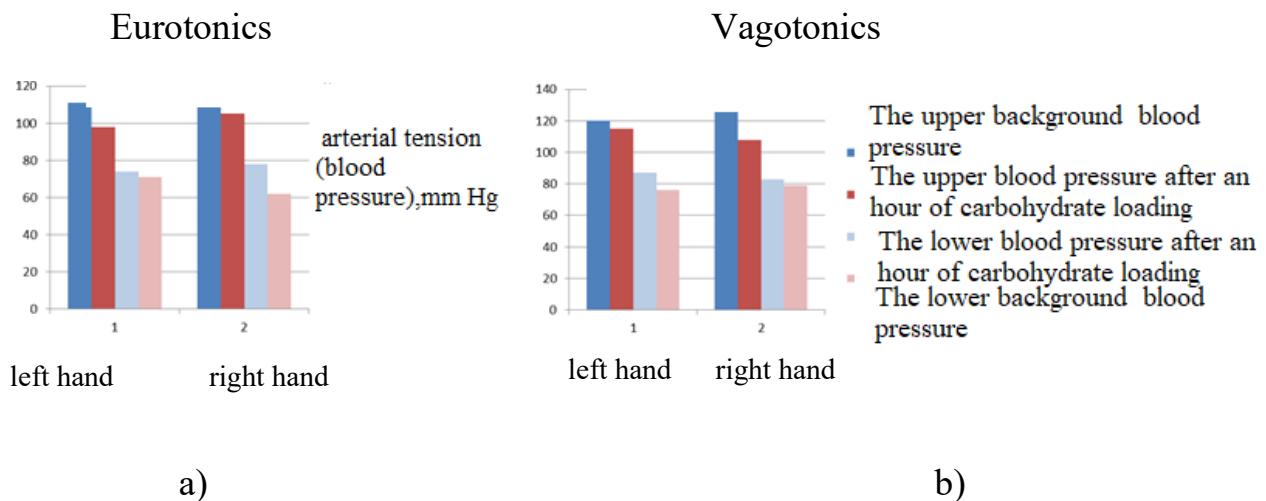 Eurotonics
120
100
80
60
40
20
0
1
2
left hand
right hand
arterial tension
(blood
pressure),mm Hg
a)
Vagotonics
140
120
100
80
60
40
20
0
1
2
left hand
right hand
The upper background blood
pressure
The upper blood pressure after an
hour of carbohydrate loading
The lower blood pressure after an
hour of carbohydrate loading
The lower background blood
pressure
b)